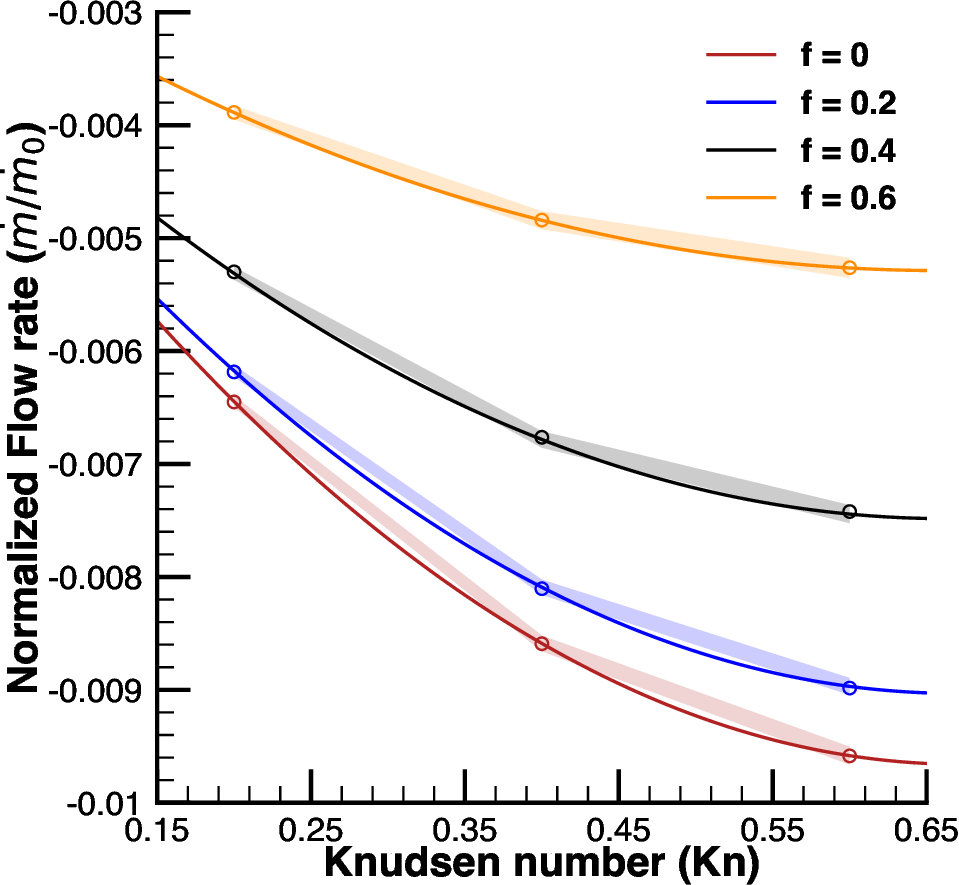 -0.003
-0.004
-0.005
-0.006
-0.007
-0.008
-0.009
-0.01
Normalized Flow rate (ṁ/ṁ₀)
f = 0
f = 0.2
f = 0.4
f = 0.6
0.15 0.25 0.35 0.45 0.55 0.65
Knudsen number (Kn)